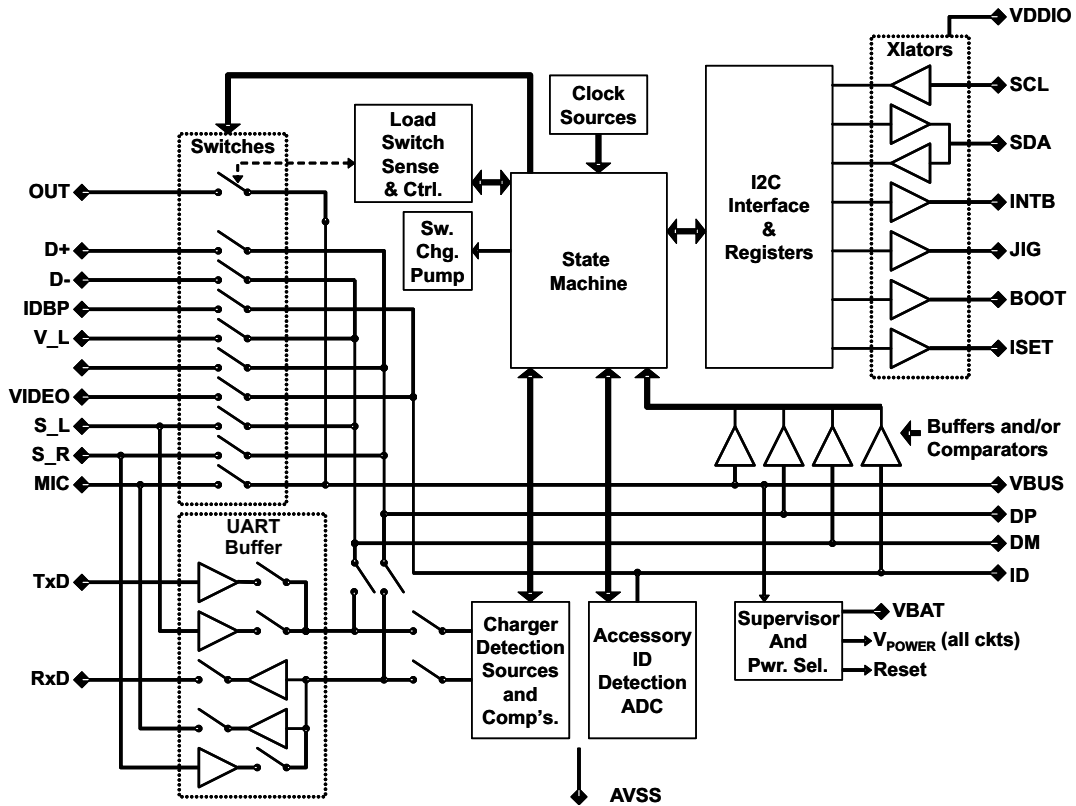 VDDIO
Xlators
SCL
SDA
INTB
JIG
BOOT
ISET
Clock
Sources
Load
Switch
Sense
& Ctrl.
Switches
OUT
D+
D-
IDBP
V_L
VIDEO
S_L
S_R
MIC
Sw.
Chg.
Pump
State
Machine
I2C
Interface
&
Registers
Buffers and/or
Comparators
VBUS
DP
DM
ID
UART
Buffer
TxD
RxD
Charger
Detection
Sources
and
Comp's.
Accessory
ID
Detection
ADC
Supervisor
And
Pwr. Sel.
VBAT
VPOWER (all ckts)
Reset
AVSS